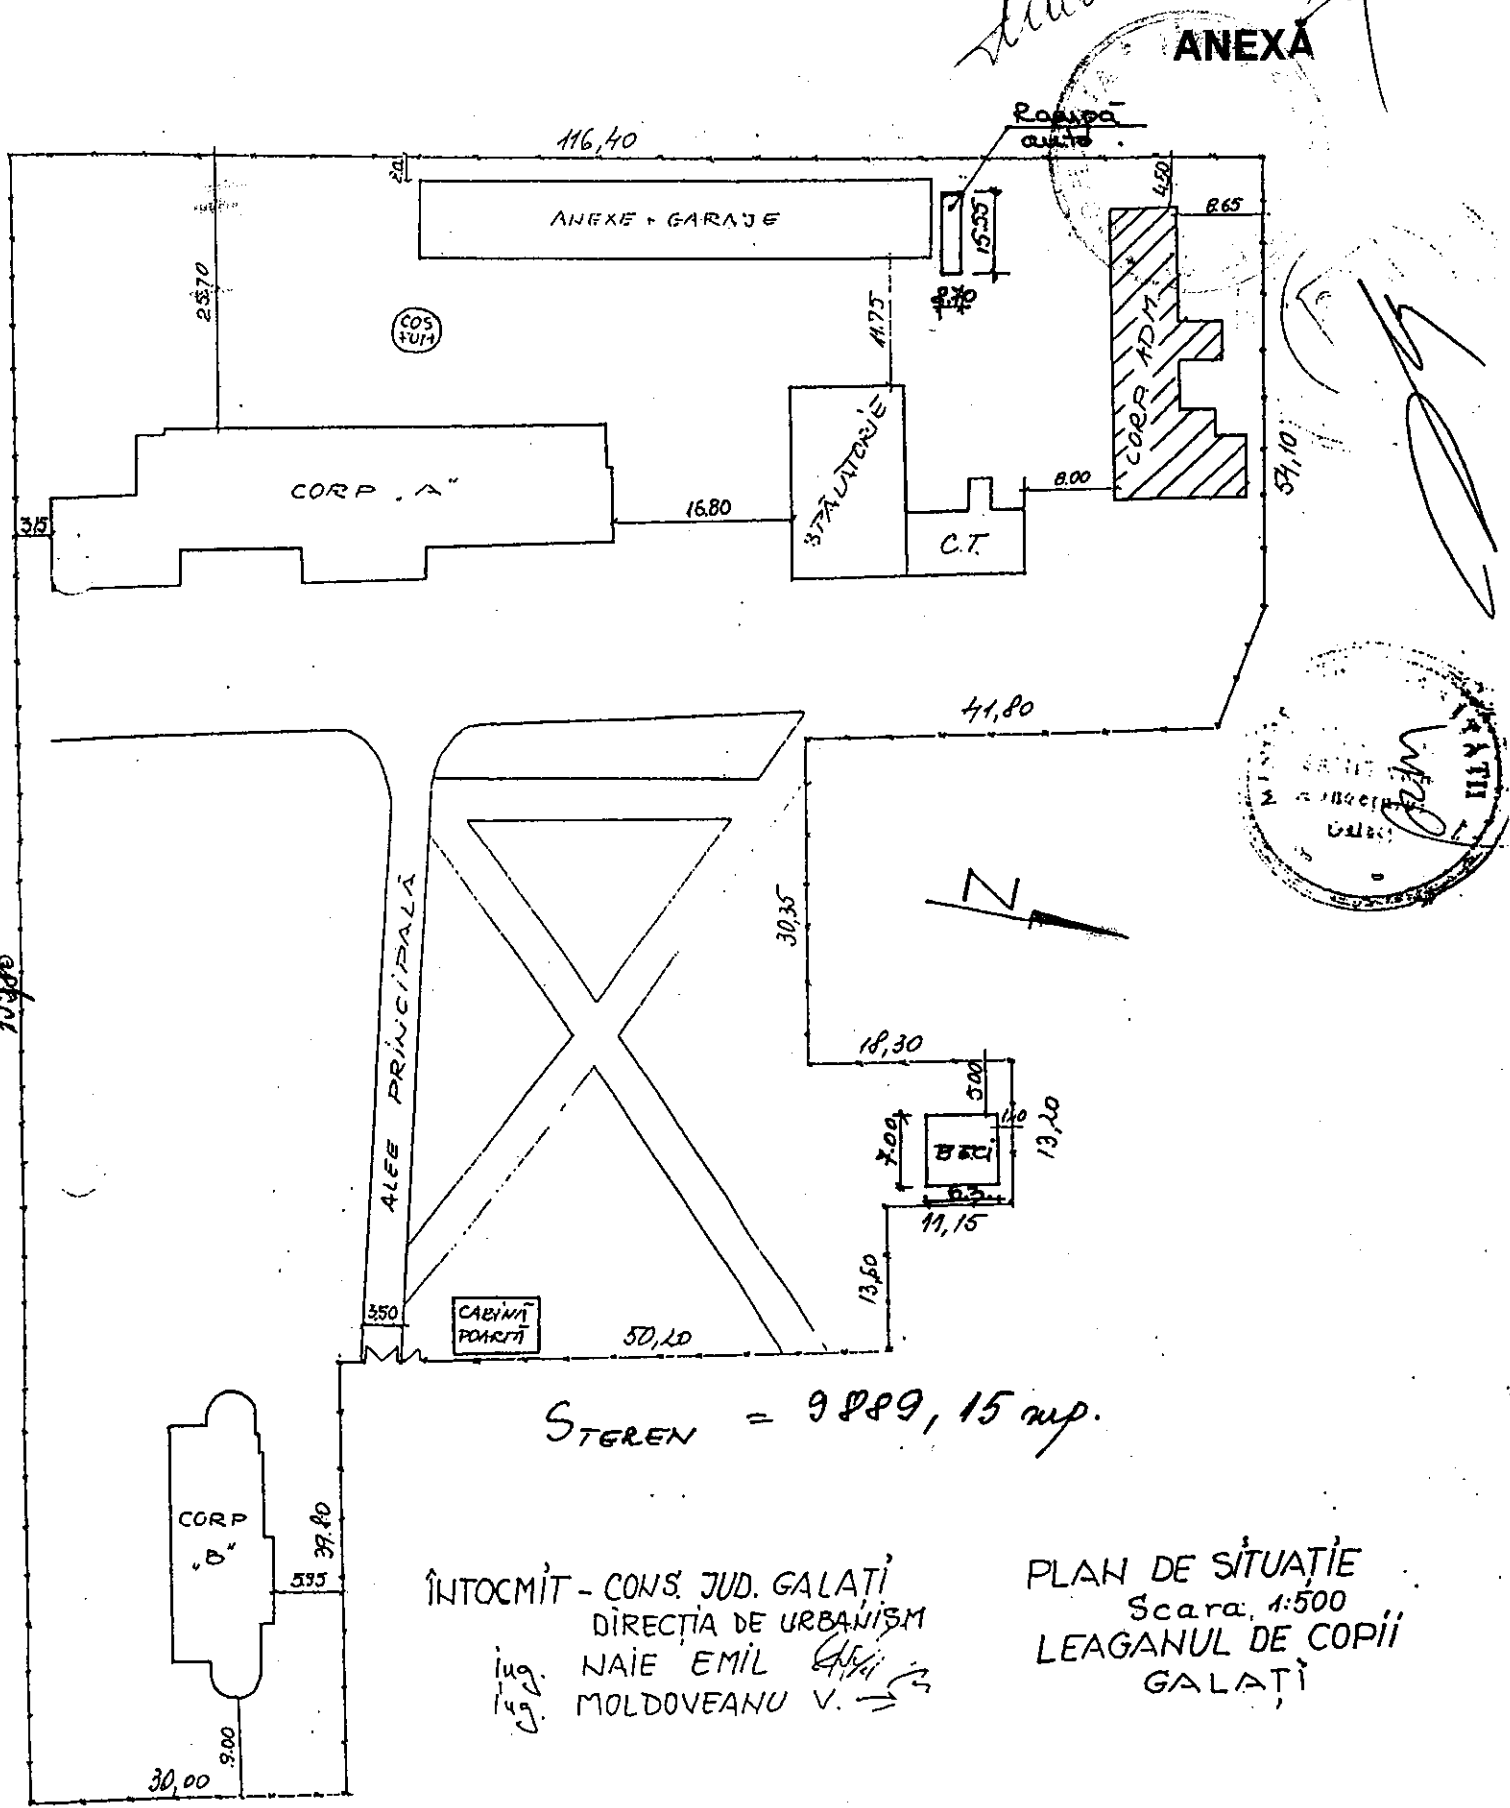 ANEXĂ
Rampă
auto
116,40
2.0
4.50
8.65
ANEXE + GARAJE
15.55
25.70
COȘ
FUM
11.75
CORP ADM.
54,10
CORP „A"
3.15
16.80
SPĂLĂTORIE
C.T.
8.00
41,80
30,35
N
ALEE PRINCIPALĂ
18,30
5.00
1.10
13,20
7.00
BECI
6.3
11,15
13,60
3.50
CABINĂ
POARTĂ
50,20
S TEREN = 9889,15 mp.
CORP
„B"
39.80
5.95
9.00
30,00
ÎNTOCMIT - CONS. JUD. GALAȚI
DIRECȚIA DE URBANISM
ing. NAIE EMIL
ing. MOLDOVEANU V.
PLAN DE SITUAȚIE
Scara, 1:500
LEAGANUL DE COPII
GALAȚI